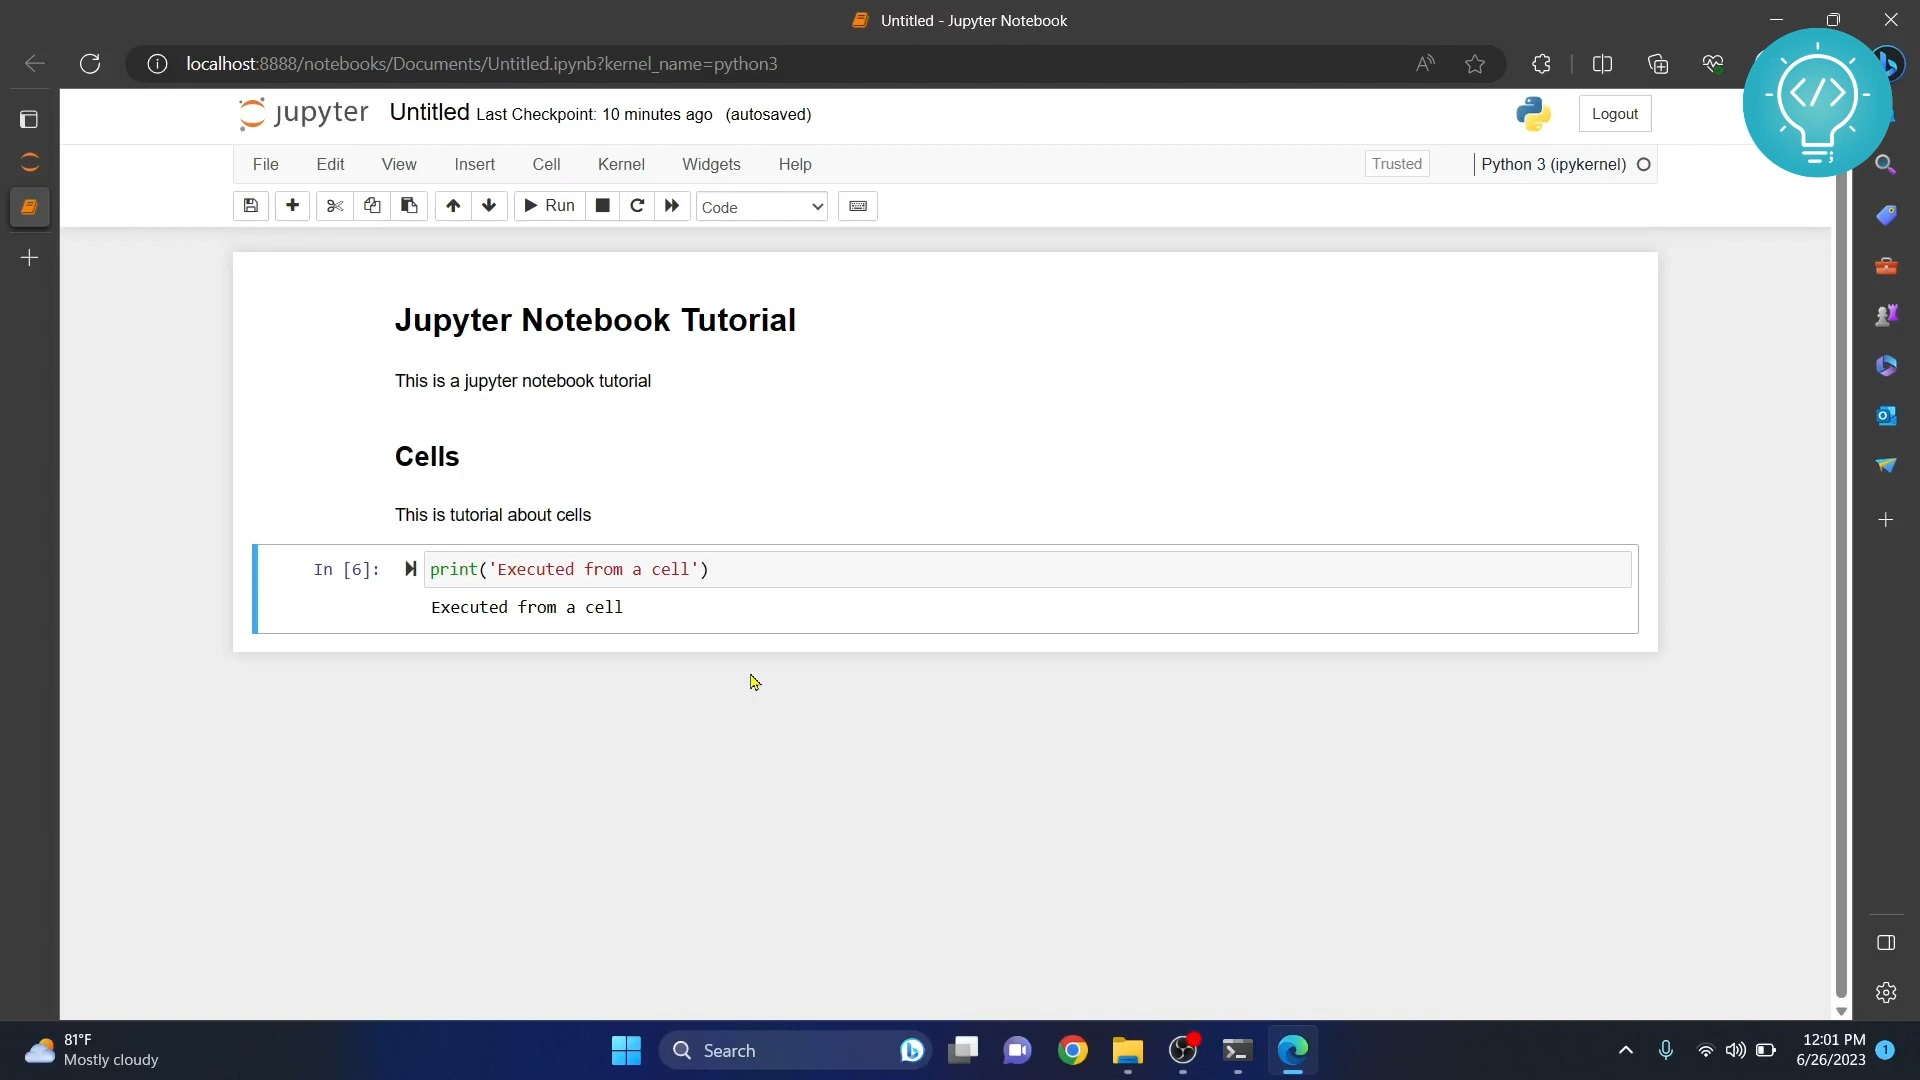 Untitled - Jupyter Notebook
localhost:8888/notebooks/Documents/Untitled.ipynb?kernel_name=python3
jupyter Untitled Last Checkpoint: 10 minutes ago (autosaved)
Logout
</>
File Edit View Insert Cell Kernel Widgets Help
Trusted
Python 3 (ipykernel)
Run
Code
Jupyter Notebook Tutorial
This is a jupyter notebook tutorial
Cells
This is tutorial about cells
In [6]: print('Executed from a cell')
Executed from a cell
81°F
Mostly cloudy
Search
12:01 PM
6/26/2023
1